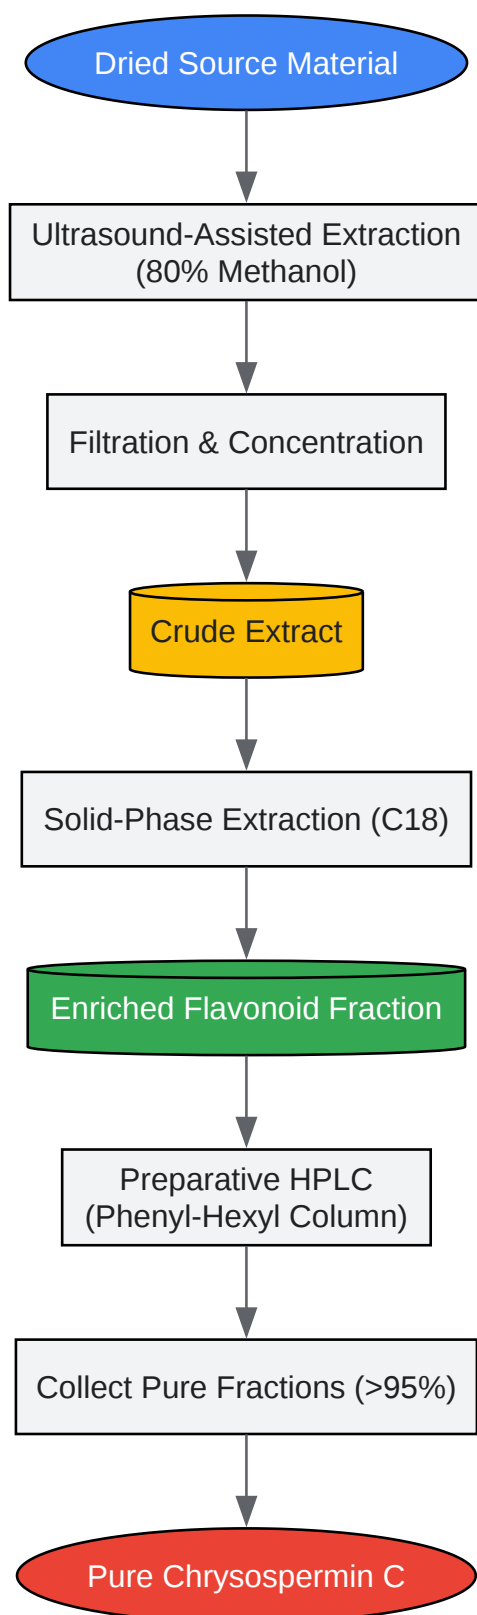 Dried Source Material
Ultrasound-Assisted Extraction
(80% Methanol)
Filtration & Concentration
Crude Extract
Solid-Phase Extraction (C18)
Enriched Flavonoid Fraction
Preparative HPLC
(Phenyl-Hexyl Column)
Collect Pure Fractions (>95%)
Pure Chrysospermin C